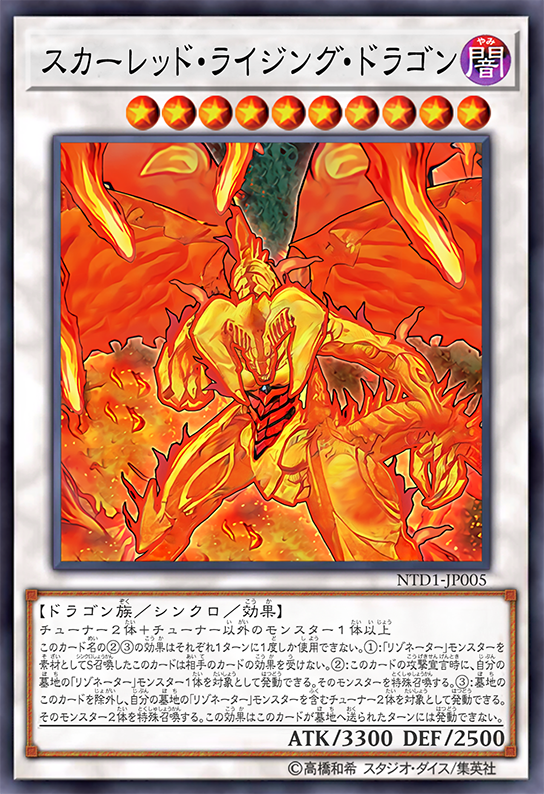 スカーレッド・ライジング・ドラゴン
闇
NTD1-JP005
【ドラゴン族／シンクロ／効果】
チューナー２体＋チューナー以外のモンスター１体以上
このカード名の②③の効果はそれぞれ１ターンに１度しか使用できない。①：「リゾネーター」モンスターを
素材としてS召喚したこのカードは相手のカードの効果を受けない。②：このカードの攻撃宣言時に、自分の
墓地の「リゾネーター」モンスター１体を対象として発動できる。そのモンスターを特殊召喚する。③：墓地の
このカードを除外し、自分の墓地の「リゾネーター」モンスターを含むチューナー２体を対象として発動できる。
そのモンスター２体を特殊召喚する。この効果はこのカードが墓地へ送られたターンには発動できない。
ATK/3300 DEF/2500
©高橋和希 スタジオ・ダイス/集英社